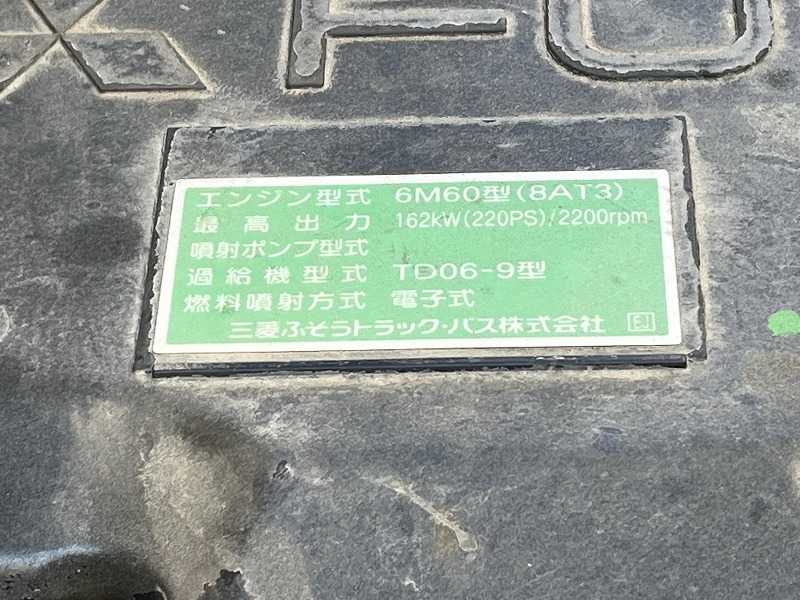 FU
エンジン型式 6M60型(8AT3)
最高出力 162kW(220PS)/2200rpm
噴射ポンプ型式
過給機型式 TD06-9型
燃料噴射方式 電子式
三菱ふそうトラック・バス株式会社 EJ